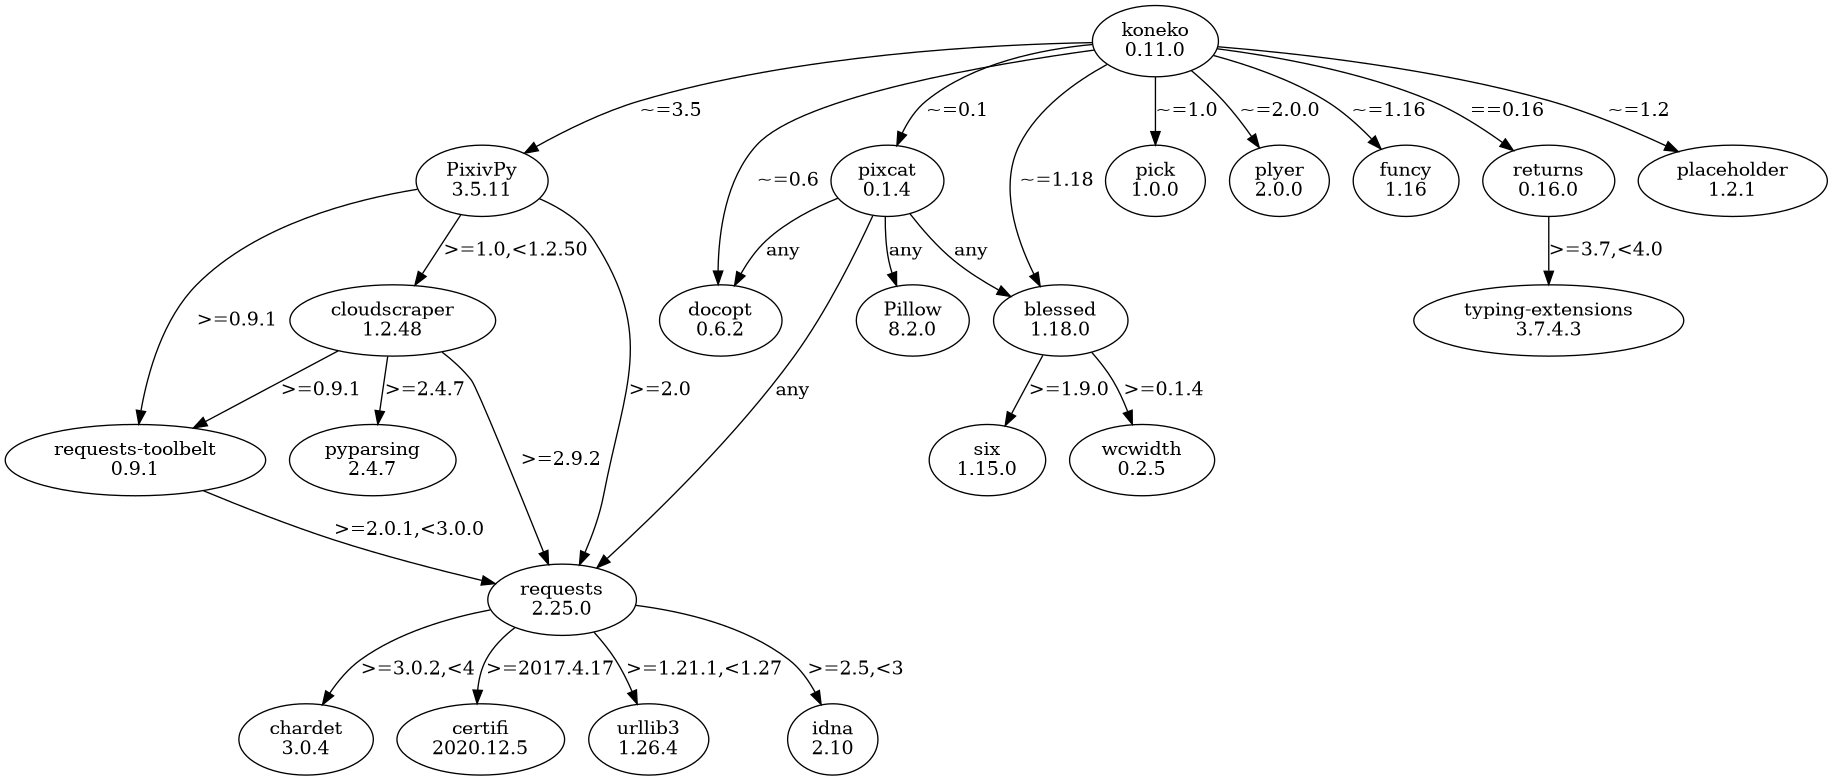 koneko
0.11.0
~=3.5
~=0.1
~=1.0
~=2.0.0
~=1.16
==0.16
~=1.2
PixivPy
3.5.11
~=0.6
pixcat
0.1.4
~=1.18
pick
1.0.0
plyer
2.0.0
funcy
1.16
returns
0.16.0
placeholder
1.2.1
>=1.0,<1.2.50
any
any
any
>=3.7,<4.0
>=0.9.1
cloudscraper
1.2.48
docopt
0.6.2
Pillow
8.2.0
blessed
1.18.0
typing-extensions
3.7.4.3
>=0.9.1
>=2.4.7
>=2.0
any
>=1.9.0
>=0.1.4
requests-toolbelt
0.9.1
pyparsing
2.4.7
>=2.9.2
six
1.15.0
wcwidth
0.2.5
>=2.0.1,<3.0.0
requests
2.25.0
>=3.0.2,<4
>=2017.4.17
>=1.21.1,<1.27
>=2.5,<3
chardet
3.0.4
certifi
2020.12.5
urllib3
1.26.4
idna
2.10